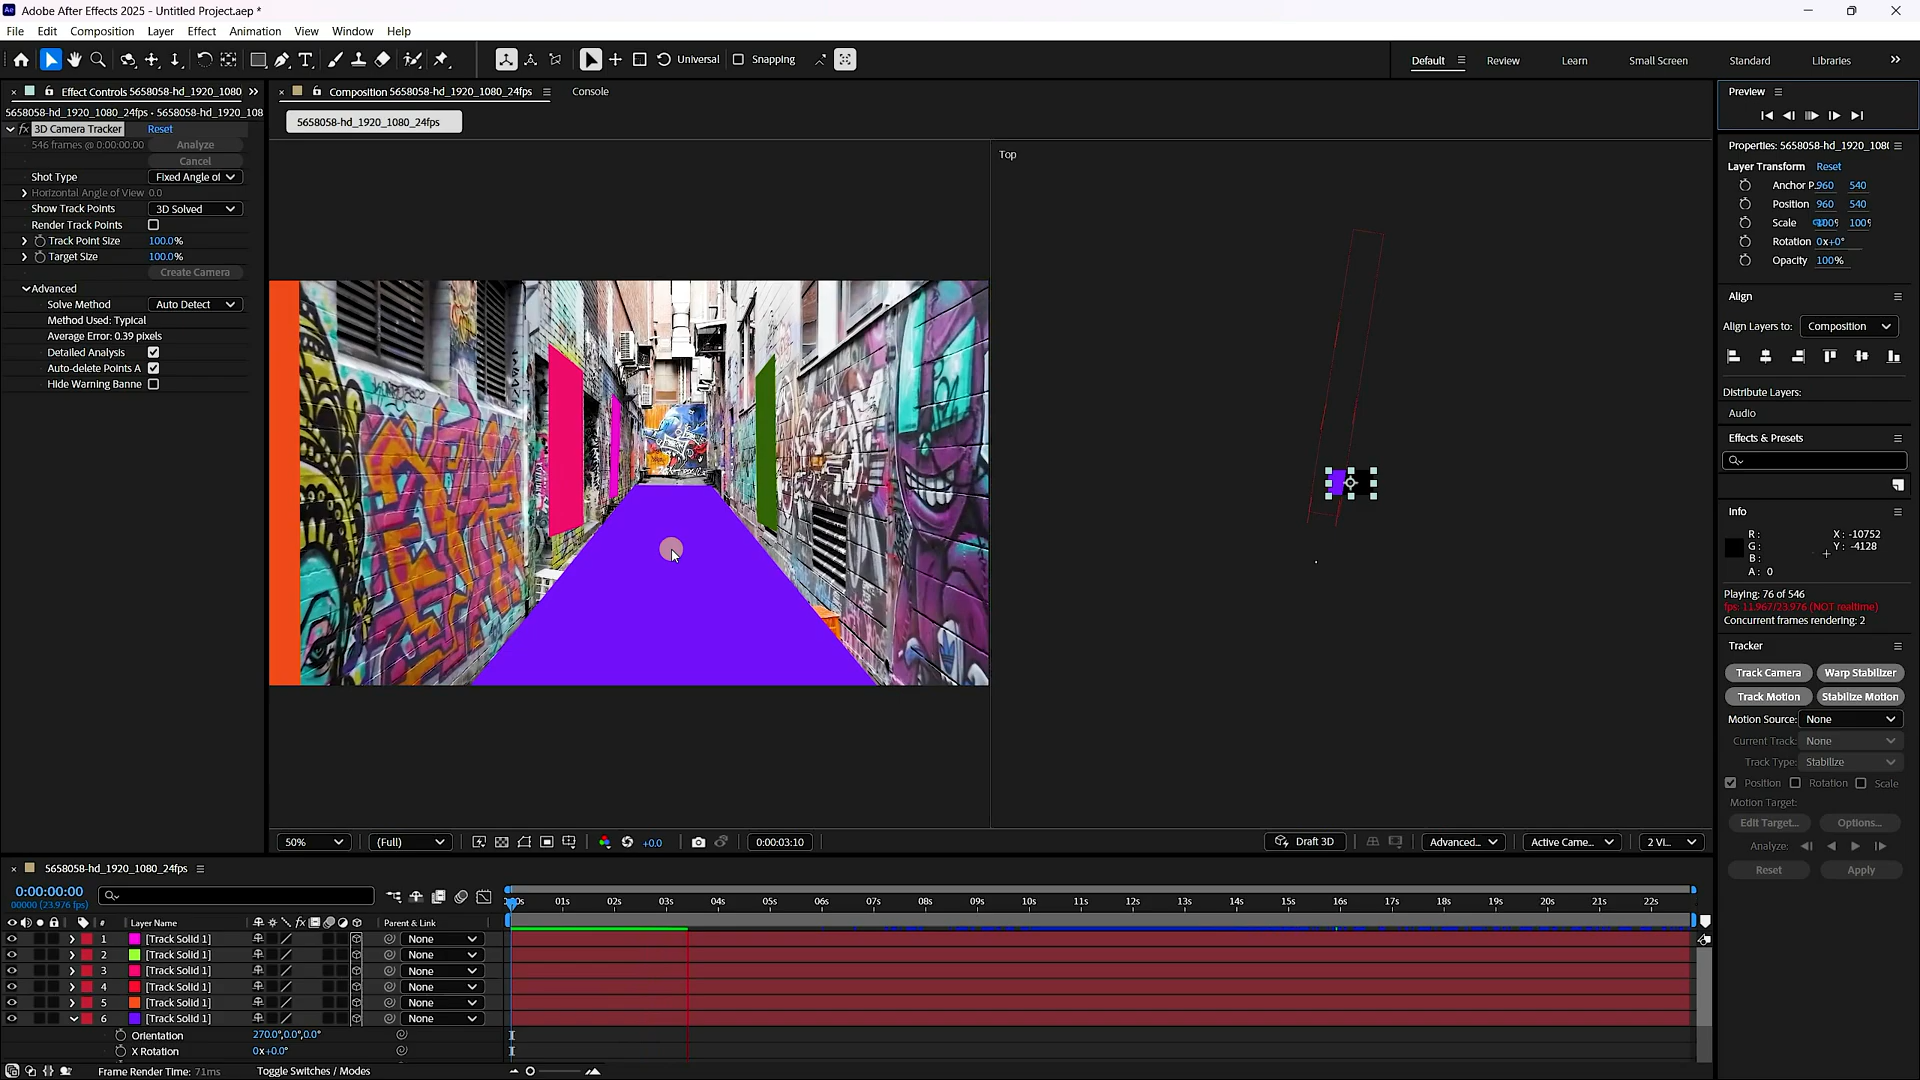 Adobe After Effects 2025 - Untitled Project.aep *
File Edit Composition Layer Effect Animation View Window Help
Universal Snapping Default Review Learn Small Screen Standard Libraries
Effect Controls 5658058-hd_1920_1080
5658058-hd_1920_1080_24fps • 5658058-hd_1920_108
fx 3D Camera Tracker Reset
546 frames @ 0:00:00:00 Analyze
Cancel
Shot Type Fixed Angle of
Horizontal Angle of View 0.0
Show Track Points 3D Solved
Render Track Points
Track Point Size 100.0%
Target Size 100.0%
Create Camera
Advanced
Solve Method Auto Detect
Method Used: Typical
Average Error: 0.39 pixels
Detailed Analysis
Auto-delete Points A
Hide Warning Banne
Composition 5658058-hd_1920_1080_24fps Console
5658058-hd_1920_1080_24fps
Top
50% (Full) +0.0 0:00:03:10 Draft 3D Advanced... Active Came... 2 Vi...
Preview
Properties: 5658058-hd_1920_1080
Layer Transform Reset
Anchor P. 960 540
Position 960 540
Scale 100% 100%
Rotation 0x+0°
Opacity 100%
Align
Align Layers to: Composition
Distribute Layers:
Audio
Effects & Presets
Info
R: X: -10752
G: Y: -4128
B:
A: 0
Playing: 76 of 546
fps: 11.967/23.976 (NOT realtime)
Concurrent frames rendering: 2
Tracker
Track Camera Warp Stabilizer
Track Motion Stabilize Motion
Motion Source: None
Current Track: None
Track Type: Stabilize
Position Rotation Scale
Motion Target:
Edit Target... Options...
Analyze:
Reset Apply
5658058-hd_1920_1080_24fps
0:00:00:00
00000 (23.976 fps)
01s 02s 03s 04s 05s 06s 07s 08s 09s 10s 11s 12s 13s 14s 15s 16s 17s 18s 19s 20s 21s 22s
# Layer Name fx Parent & Link
1 [Track Solid 1] None
2 [Track Solid 1] None
3 [Track Solid 1] None
4 [Track Solid 1] None
5 [Track Solid 1] None
6 [Track Solid 1] None
Orientation 270.0°,0.0°,0.0°
X Rotation 0x+0.0°
Frame Render Time: 71ms Toggle Switches / Modes